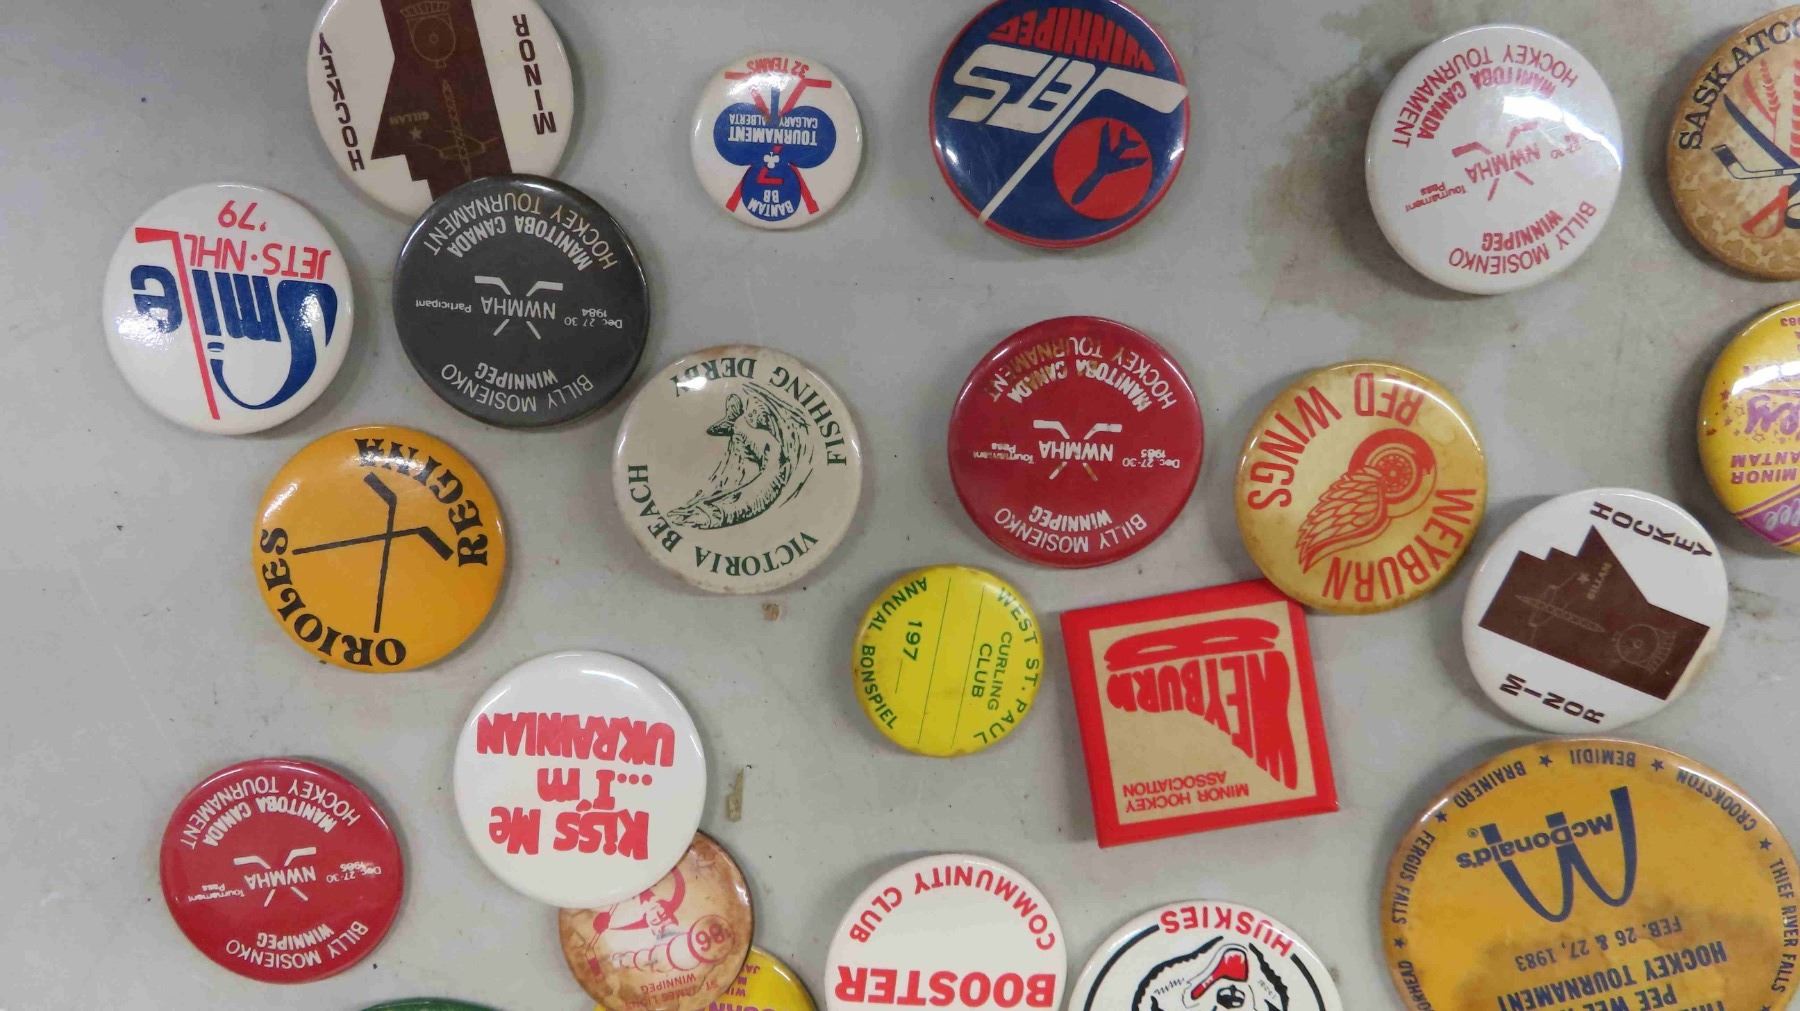 MINOR
HOCKEY
GILLAM
32 TEAMS
TOURNAMENT
CALGARY ALBERTA
BANTAM
BB
WINNIPEG
JETS
BILLY MOSIENKO
WINNIPEG
NWMHA
Tournament
Pass
MANITOBA CANADA
HOCKEY TOURNAMENT
SASKATOO
Smile
JETS·NHL
'79
BILLY MOSIENKO
WINNIPEG
Dec 27-30
1984
NWMHA
Participant
MANITOBA CANADA
HOCKEY TOURNAMENT
VICTORIA BEACH
FISHING DERBY
BILLY MOSIENKO
WINNIPEG
Dec. 27-30
1985
NWMHA
Tournament
Pass
MANITOBA CANADA
HOCKEY TOURNAMENT
WEYBURN
RED WINGS
MINOR
REGINA
ORIOLES
WEST ST. PAUL
CURLING
CLUB
197
ANNUAL BONSPIEL
MINOR HOCKEY
ASSOCIATION
WEYBURN
HOCKEY
GILLAM
MINOR
Kiss Me
...I'm
UKRAINIAN
BILLY MOSIENKO
WINNIPEG
Dec. 27-30
1985
NWMHA
Tournament
Pass
MANITOBA CANADA
HOCKEY TOURNAMENT
86
WINNIPEG
COMMUNITY CLUB
BOOSTER
HUSKIES
PEE WEE
HOCKEY TOURNAMENT
FEB. 26 & 27, 1983
McDonald's®
FERGUS FALLS ★ BRAINERD ★ BEMIDJI ★ CROOKSTON ★ THIEF RIVER FALLS